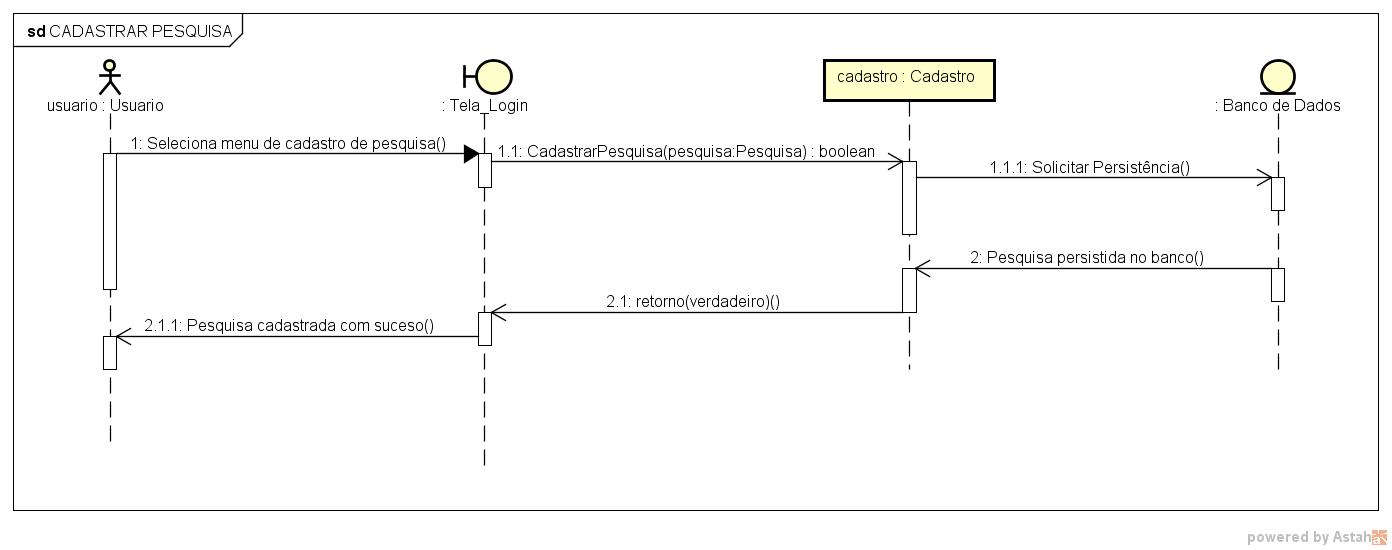 sd CADASTRAR PESQUISA
usuario : Usuario
: Tela_Login
cadastro : Cadastro
: Banco de Dados
1: Seleciona menu de cadastro de pesquisa()
1.1: CadastrarPesquisa(pesquisa:Pesquisa) : boolean
1.1.1: Solicitar Persistência()
2: Pesquisa persistida no banco()
2.1: retorno(verdadeiro)()
2.1.1: Pesquisa cadastrada com suceso()
powered by Astah